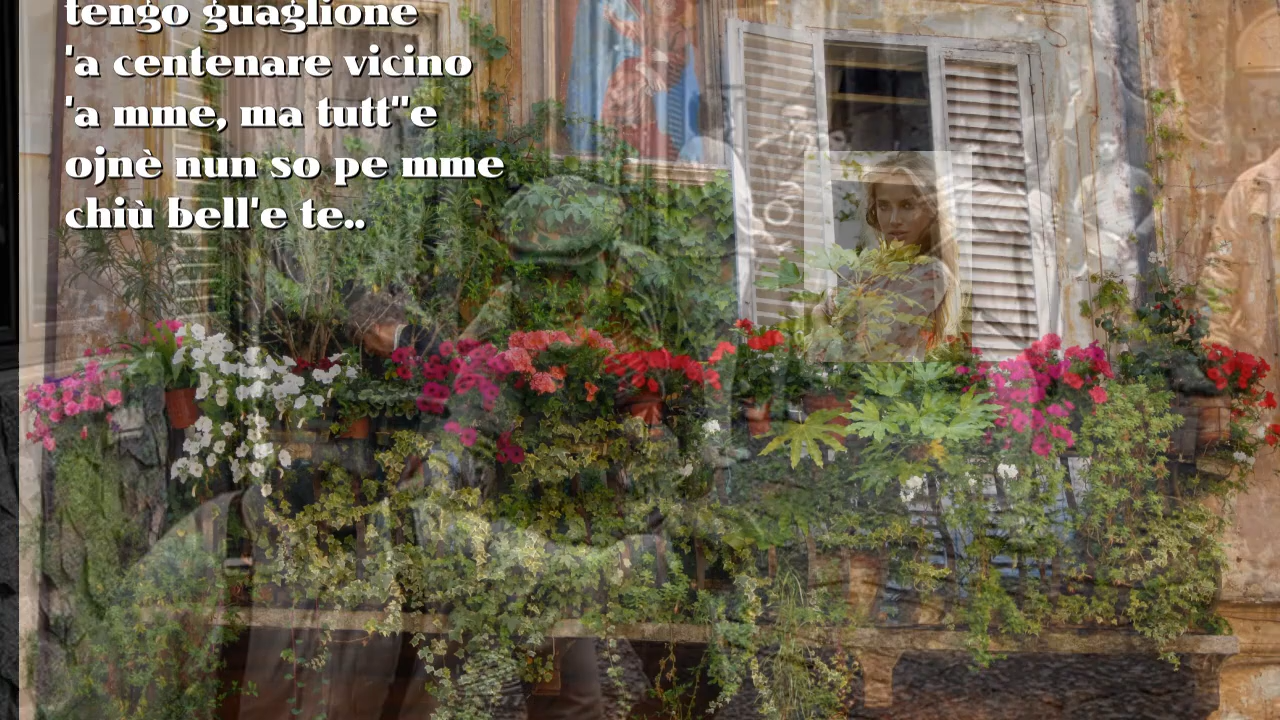 tengo guaglione
'a centenare vicino
'a mme, ma tutt"e
ojnè nun so pe mme
chiù bell'e te..